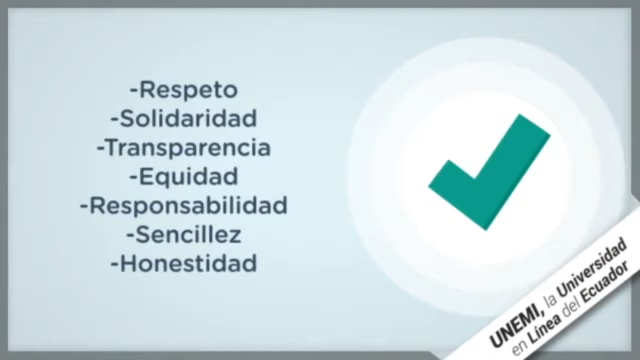 -Respeto
-Solidaridad
-Transparencia
-Equidad
-Responsabilidad
-Sencillez
-Honestidad
UNEMI, la Universidad
en Línea del Ecuador